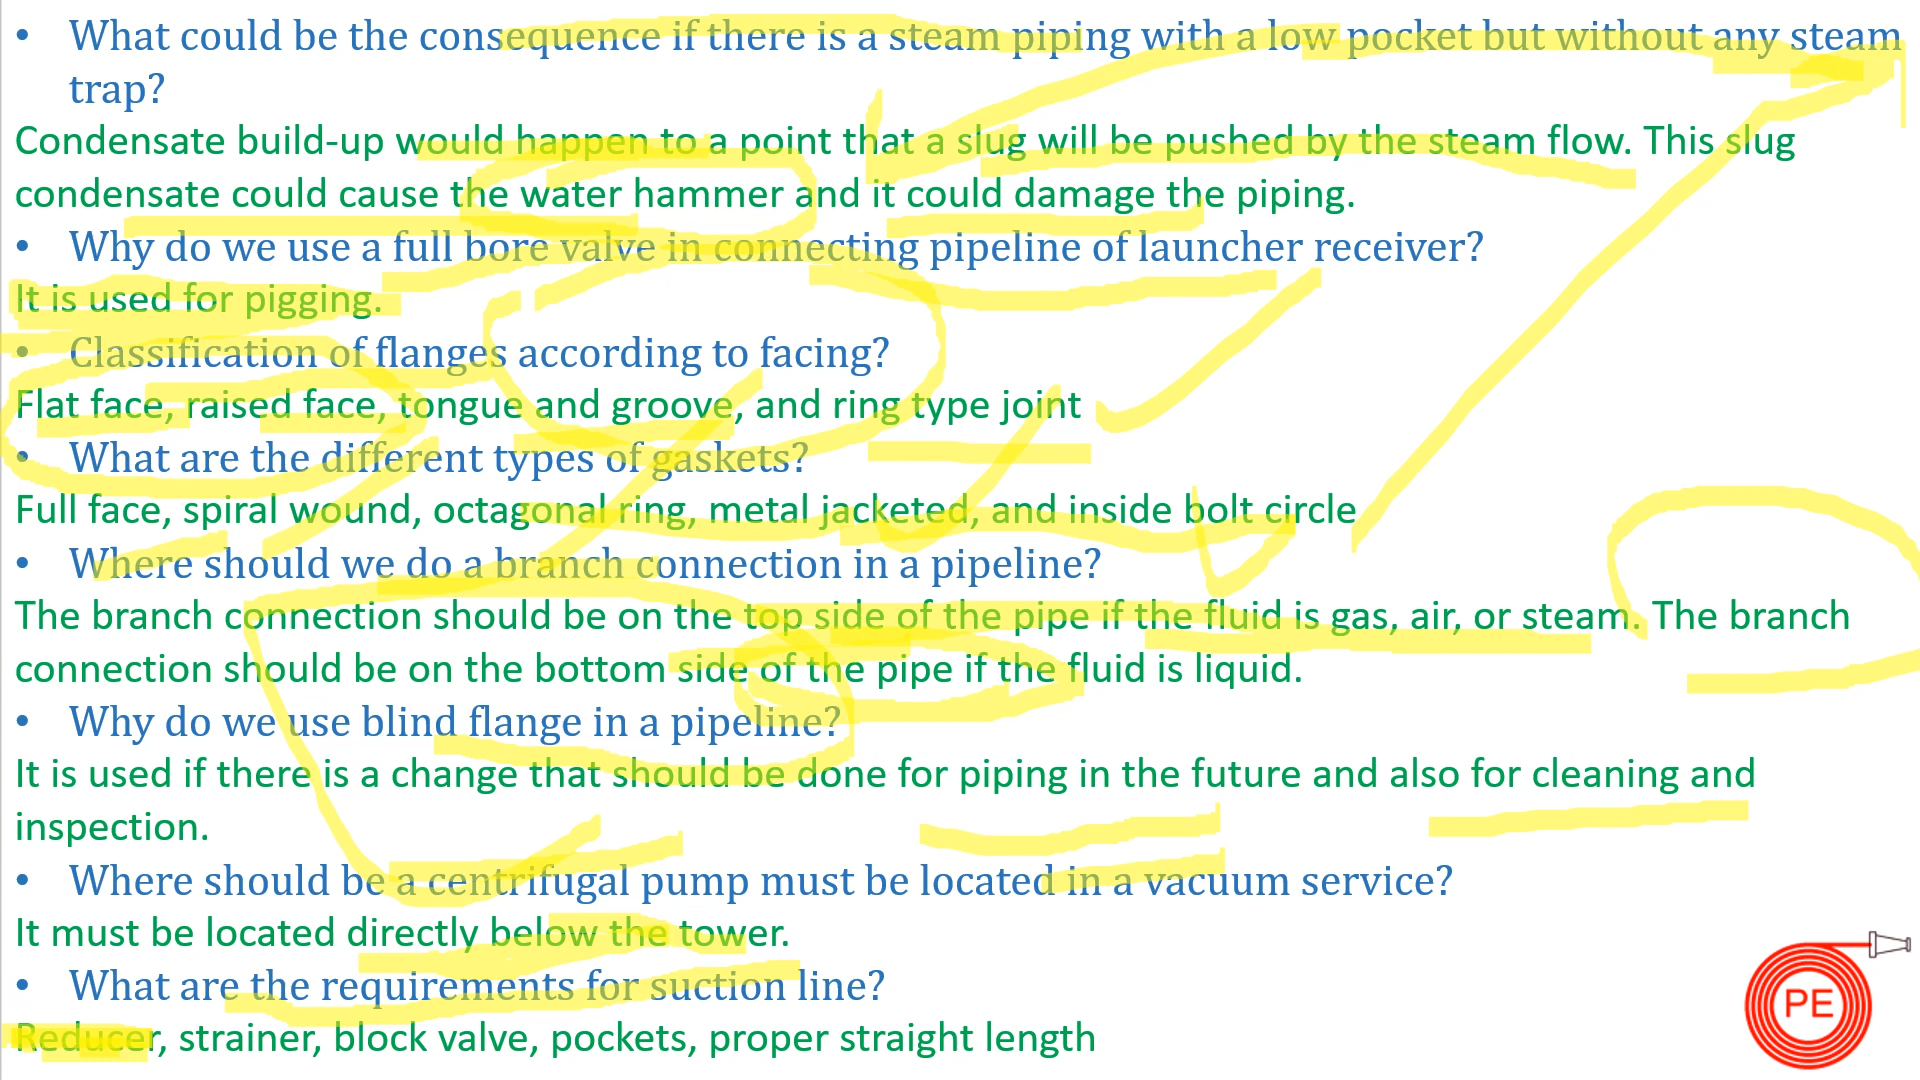 • What could be the consequence if there is a steam piping with a low pocket but without any steam
trap?
Condensate build-up would happen to a point that a slug will be pushed by the steam flow. This slug
condensate could cause the water hammer and it could damage the piping.
• Why do we use a full bore valve in connecting pipeline of launcher receiver?
It is used for pigging.
• Classification of flanges according to facing?
Flat face, raised face, tongue and groove, and ring type joint
• What are the different types of gaskets?
Full face, spiral wound, octagonal ring, metal jacketed, and inside bolt circle
• Where should we do a branch connection in a pipeline?
The branch connection should be on the top side of the pipe if the fluid is gas, air, or steam. The branch
connection should be on the bottom side of the pipe if the fluid is liquid.
• Why do we use blind flange in a pipeline?
It is used if there is a change that should be done for piping in the future and also for cleaning and
inspection.
• Where should be a centrifugal pump must be located in a vacuum service?
It must be located directly below the tower.
• What are the requirements for suction line?
Reducer, strainer, block valve, pockets, proper straight length
PE